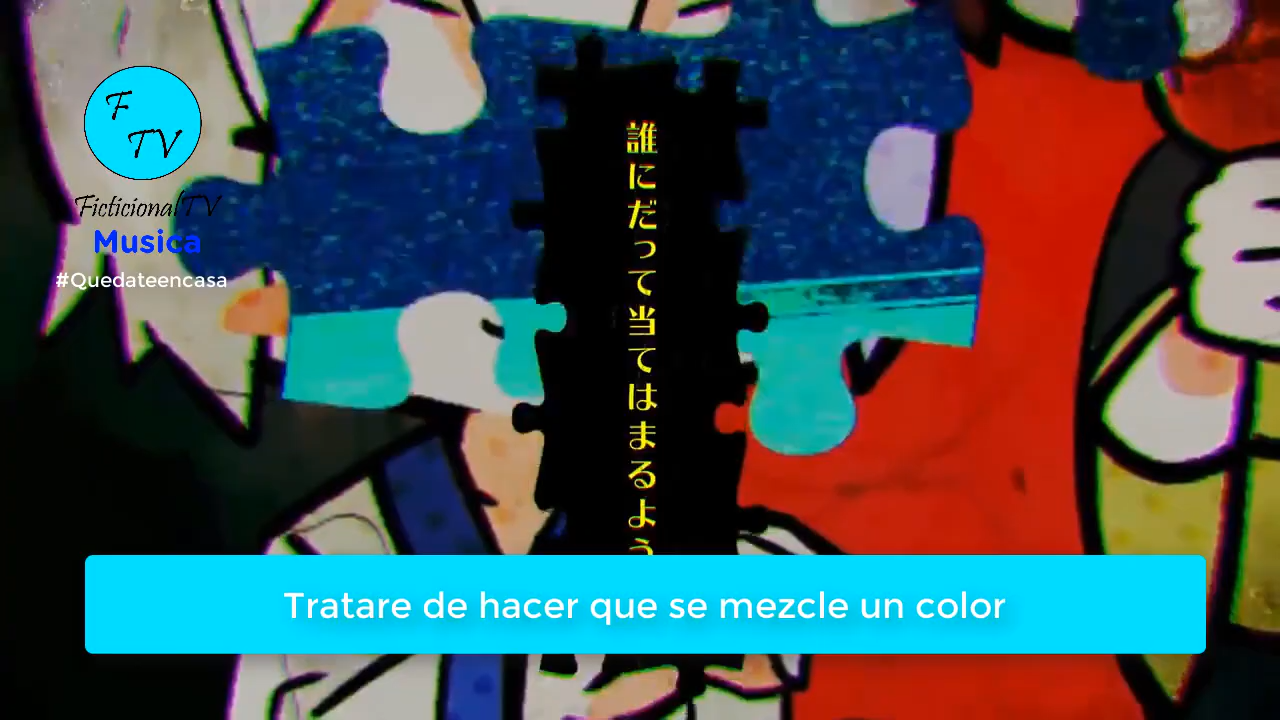 F
TV
FicticionalTV
Musica
#Quedateencasa
誰にだって当てはまるよう
Tratare de hacer que se mezcle un color